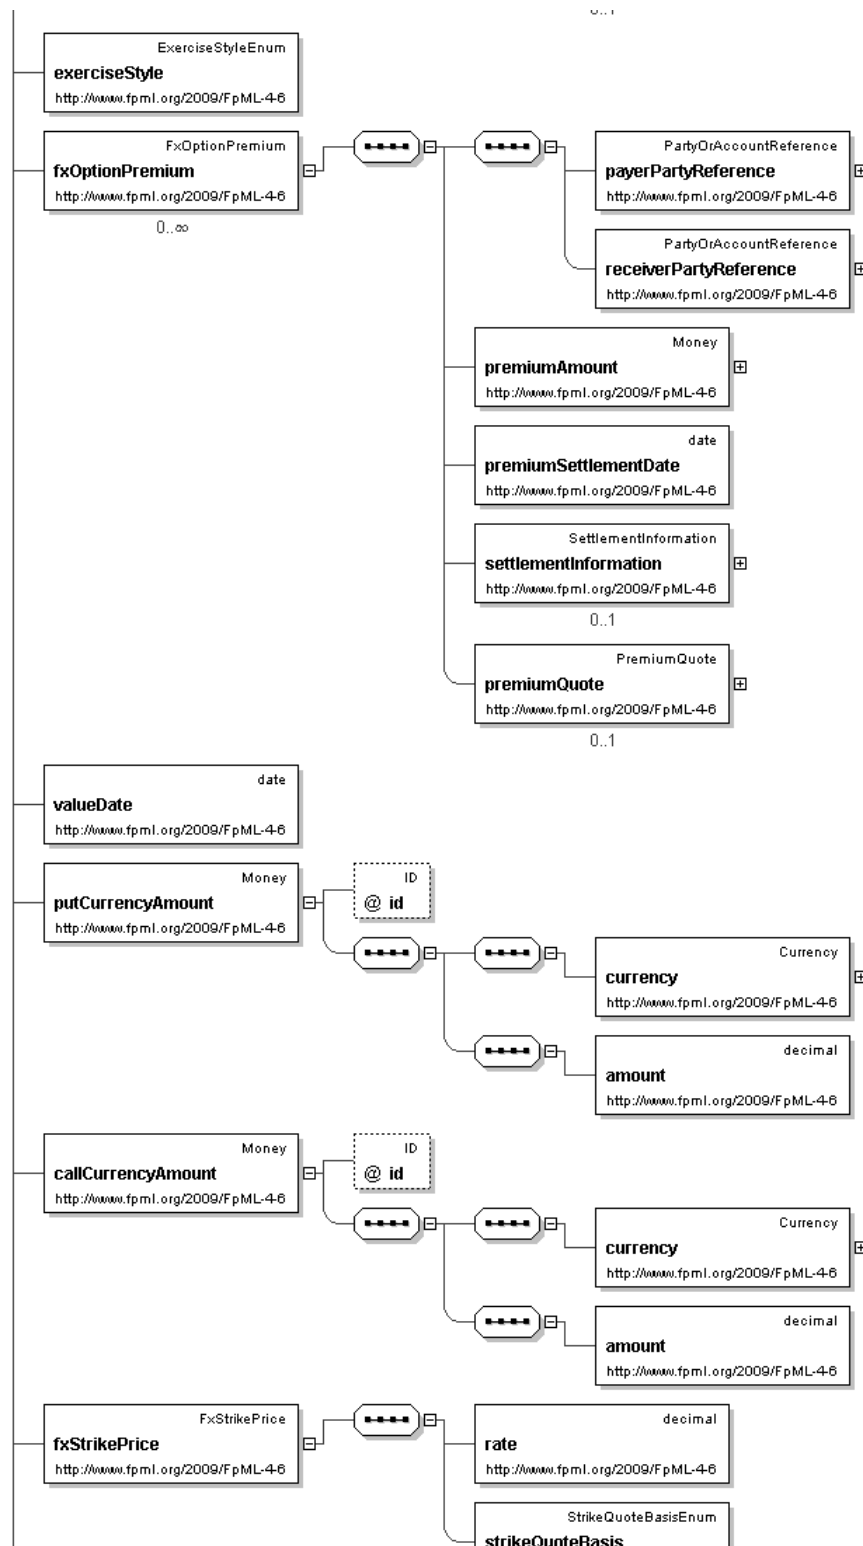 0..1
ExerciseStyleEnum
exerciseStyle
http://www.fpml.org/2009/FpML-4-6
FxOptionPremium
fxOptionPremium
http://www.fpml.org/2009/FpML-4-6
0..∞
PartyOrAccountReference
payerPartyReference
http://www.fpml.org/2009/FpML-4-6
PartyOrAccountReference
receiverPartyReference
http://www.fpml.org/2009/FpML-4-6
Money
premiumAmount
http://www.fpml.org/2009/FpML-4-6
date
premiumSettlementDate
http://www.fpml.org/2009/FpML-4-6
SettlementInformation
settlementInformation
http://www.fpml.org/2009/FpML-4-6
0..1
PremiumQuote
premiumQuote
http://www.fpml.org/2009/FpML-4-6
0..1
date
valueDate
http://www.fpml.org/2009/FpML-4-6
Money
putCurrencyAmount
http://www.fpml.org/2009/FpML-4-6
ID
@ id
Currency
currency
http://www.fpml.org/2009/FpML-4-6
decimal
amount
http://www.fpml.org/2009/FpML-4-6
Money
callCurrencyAmount
http://www.fpml.org/2009/FpML-4-6
ID
@ id
Currency
currency
http://www.fpml.org/2009/FpML-4-6
decimal
amount
http://www.fpml.org/2009/FpML-4-6
FxStrikePrice
fxStrikePrice
http://www.fpml.org/2009/FpML-4-6
decimal
rate
http://www.fpml.org/2009/FpML-4-6
StrikeQuoteBasisEnum
strikeQuoteBasis